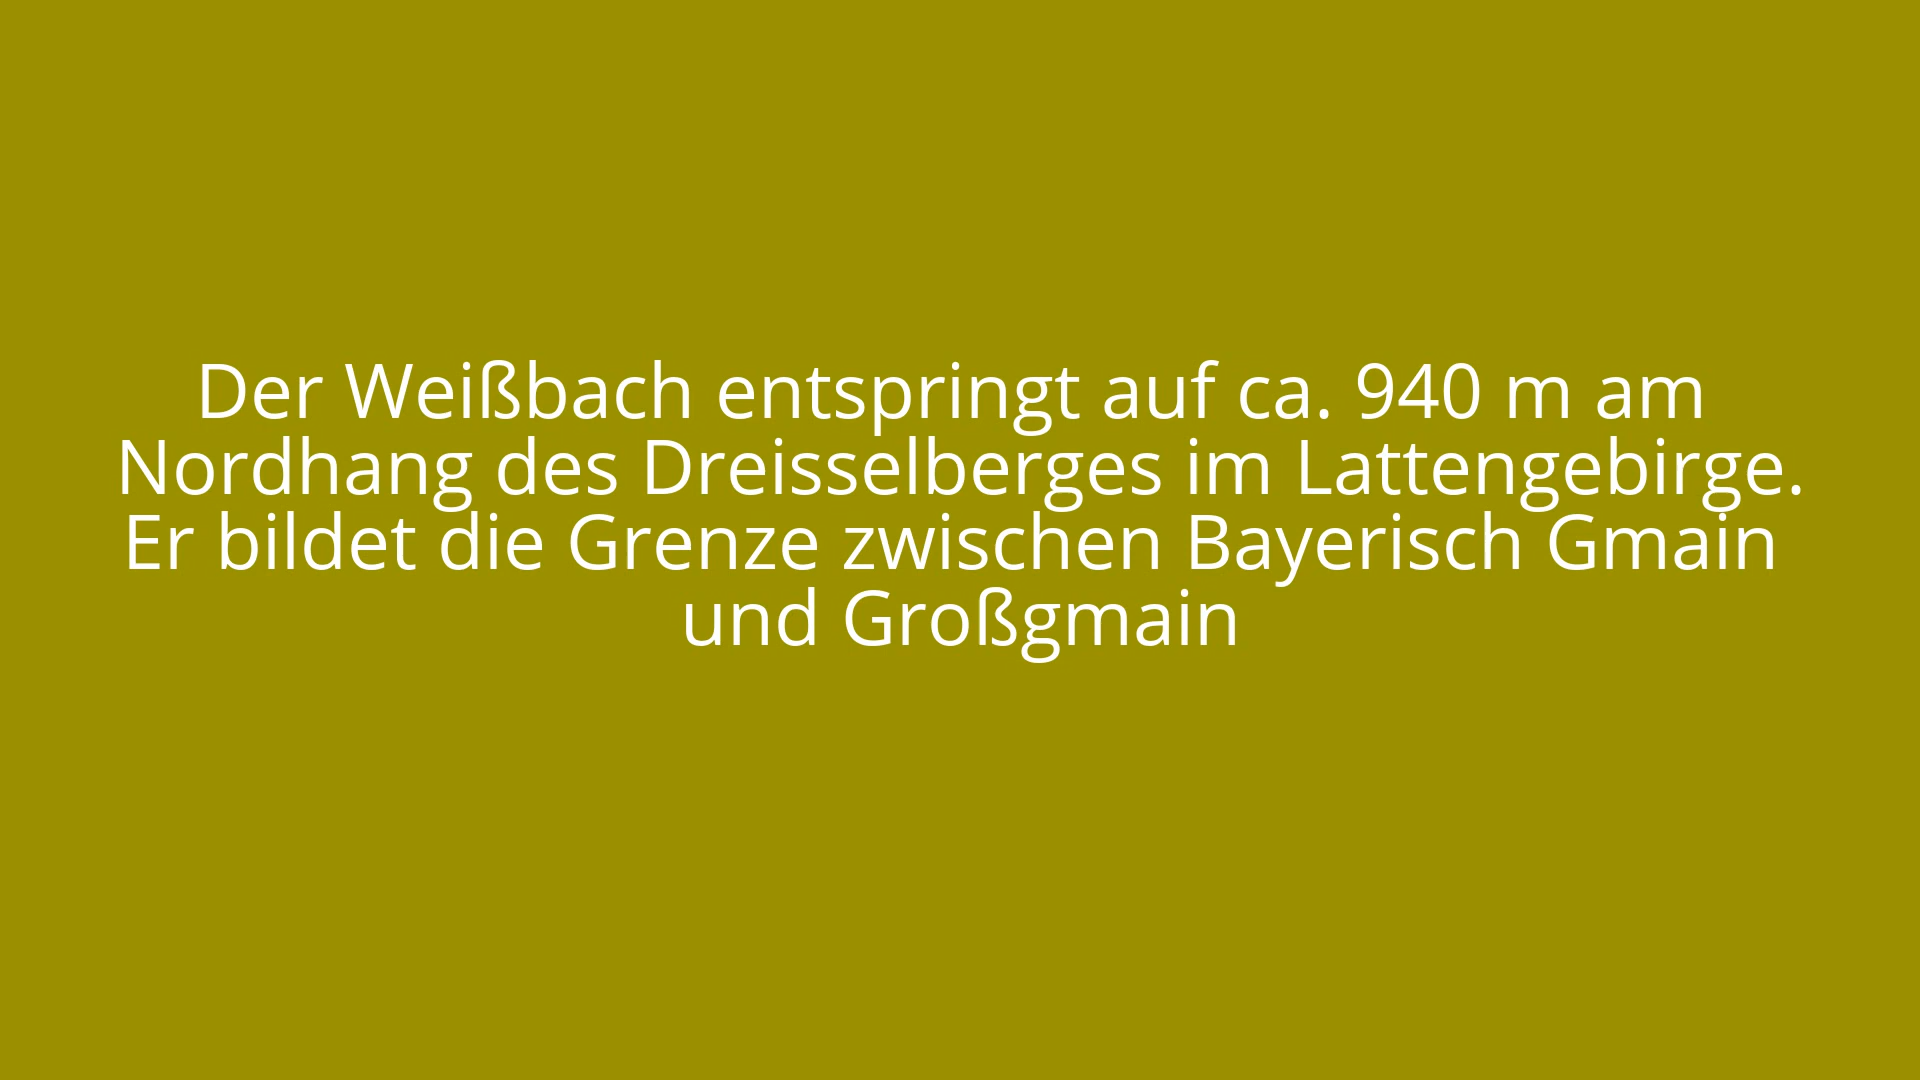 Der Weißbach entspringt auf ca. 940 m am
Nordhang des Dreisselberges im Lattengebirge.
Er bildet die Grenze zwischen Bayerisch Gmain
und Großgmain